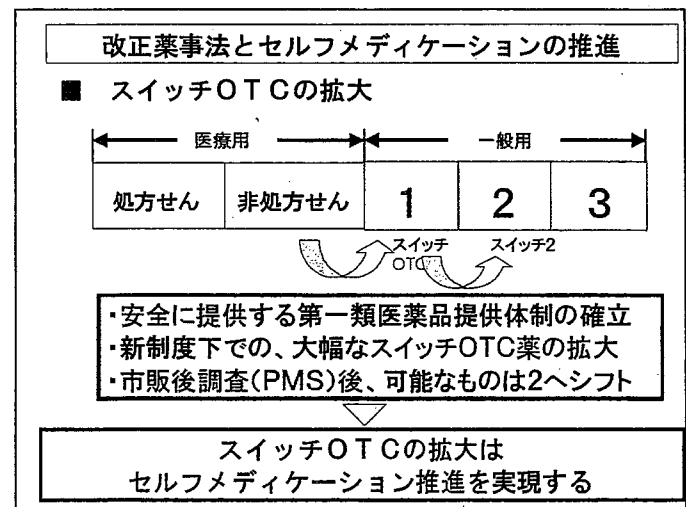 改正薬事法とセルフメディケーションの推進
■ スイッチOTCの拡大
医療用 一般用
処方せん 非処方せん 1 2 3
スイッチ スイッチ2
OTC
・安全に提供する第一類医薬品提供体制の確立
・新制度下での、大幅なスイッチOTC薬の拡大
・市販後調査(PMS)後、可能なものは2へシフト
スイッチOTCの拡大は
セルフメディケーション推進を実現する